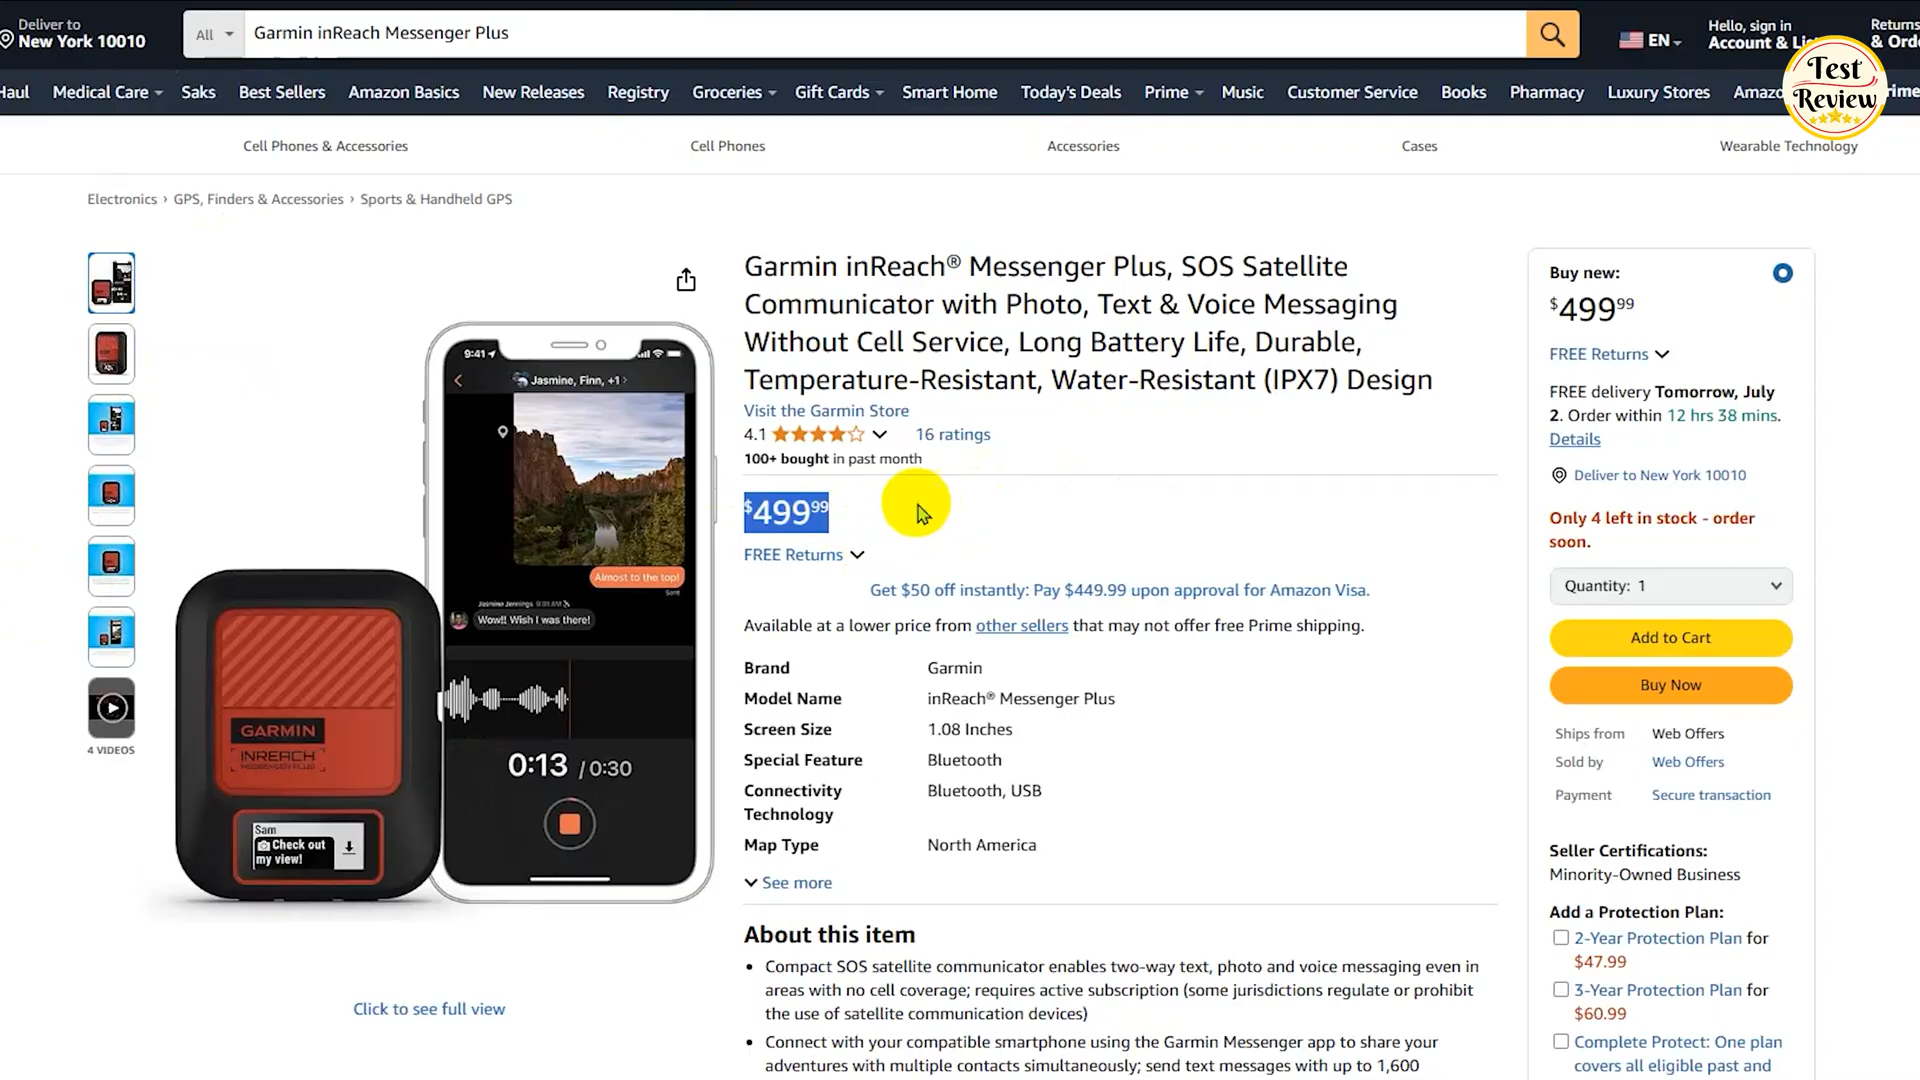 Deliver to
New York 10010
All
Garmin inReach Messenger Plus
EN
Hello, sign in
Account &
Returns
Test
Review
Medical Care
Saks
Best Sellers
Amazon Basics
New Releases
Registry
Groceries
Gift Cards
Smart Home
Today's Deals
Prime
Music
Customer Service
Books
Pharmacy
Luxury Stores
Cell Phones & Accessories
Cell Phones
Accessories
Cases
Wearable Technology
Electronics › GPS, Finders & Accessories › Sports & Handheld GPS
Garmin inReach® Messenger Plus, SOS Satellite
Communicator with Photo, Text & Voice Messaging
Without Cell Service, Long Battery Life, Durable,
Temperature-Resistant, Water-Resistant (IPX7) Design
Visit the Garmin Store
4.1
16 ratings
100+ bought in past month
$499 99
FREE Returns
Get $50 off instantly: Pay $449.99 upon approval for Amazon Visa.
Available at a lower price from other sellers that may not offer free Prime shipping.
Brand Garmin
Model Name inReach® Messenger Plus
Screen Size 1.08 Inches
Special Feature Bluetooth
Connectivity Technology Bluetooth, USB
Map Type North America
See more
About this item
• Compact SOS satellite communicator enables two-way text, photo and voice messaging even in
areas with no cell coverage; requires active subscription (some jurisdictions regulate or prohibit
the use of satellite communication devices)
• Connect with your compatible smartphone using the Garmin Messenger app to share your
adventures with multiple contacts simultaneously; send text messages with up to 1,600
4 VIDEOS
9:41
Jasmine, Finn, +1
Almost to the top!
Sent
Jasmine Jennings
Wow!! Wish I was there!
0:13 / 0:30
GARMIN
INREACH
MESSENGER PLUS
Sam
Check out
my view!
Click to see full view
Buy new:
$499 99
FREE Returns
FREE delivery Tomorrow, July
2. Order within 12 hrs 38 mins.
Details
Deliver to New York 10010
Only 4 left in stock - order
soon.
Quantity: 1
Add to Cart
Buy Now
Ships from Web Offers
Sold by Web Offers
Payment Secure transaction
Seller Certifications:
Minority-Owned Business
Add a Protection Plan:
2-Year Protection Plan for
$47.99
3-Year Protection Plan for
$60.99
Complete Protect: One plan
covers all eligible past and